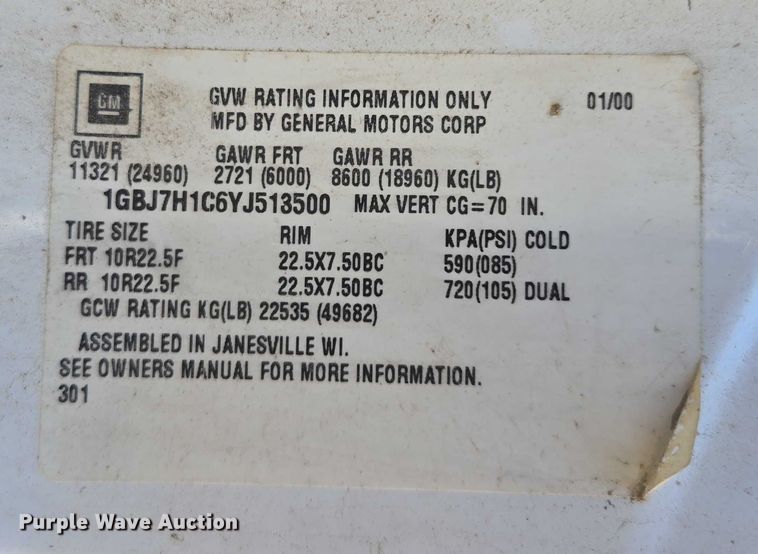 GM
GVW RATING INFORMATION ONLY 01/00
MFD BY GENERAL MOTORS CORP
GVWR GAWR FRT GAWR RR
11321 (24960) 2721 (6000) 8600 (18960) KG(LB)
1GBJ7H1C6YJ513500 MAX VERT CG=70 IN.
TIRE SIZE RIM KPA(PSI) COLD
FRT 10R22.5F 22.5X7.50BC 590(085)
RR 10R22.5F 22.5X7.50BC 720(105) DUAL
GCW RATING KG(LB) 22535 (49682)
ASSEMBLED IN JANESVILLE WI.
SEE OWNERS MANUAL FOR MORE INFORMATION.
301
Purple Wave Auction